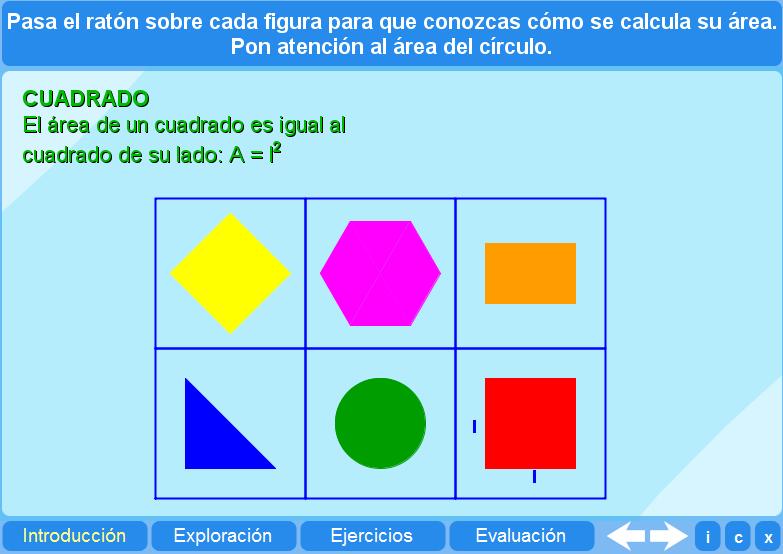 Pasa el ratón sobre cada figura para que conozcas cómo se calcula su área.
Pon atención al área del círculo.
CUADRADO
El área de un cuadrado es igual al
cuadrado de su lado: A = l²
l
l
Introducción
Exploración
Ejercicios
Evaluación
i
c
x